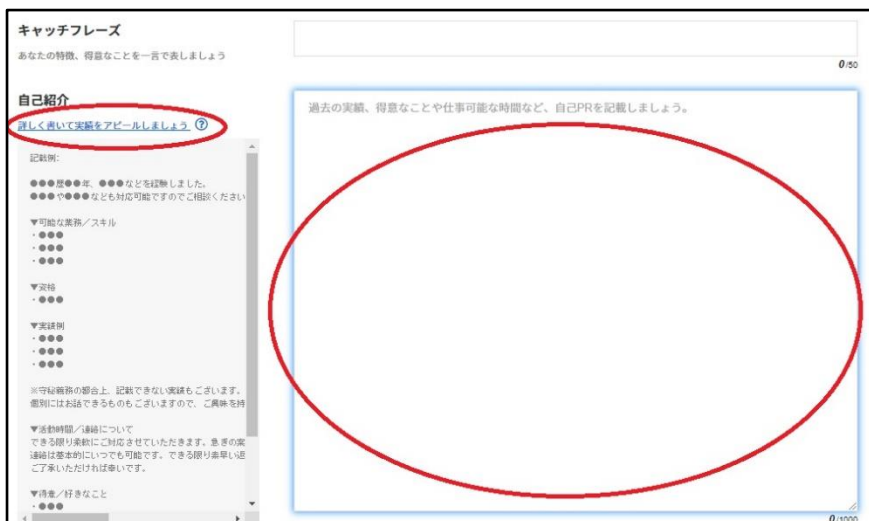 キャッチフレーズ
あなたの特徴、得意なことを一言で表しましょう
0/50
自己紹介
詳しく書いて実績をアピールしましょう ?
過去の実績、得意なことや仕事可能な時間など、自己PRを記載しましょう。
記載例:
●●●歴●●年、●●●などを経験しました。
●●●や●●●なども対応可能ですのでご相談ください
▼可能な業務／スキル
・●●●
・●●●
・●●●
▼資格
・●●●
▼実績例
・●●●
・●●●
・●●●
※守秘義務の都合上、記載できない実績もございます。
個別にはお話できるものもございますので、ご興味を持
▼活動時間／連絡について
できる限り柔軟にご対応させていただきます。急ぎの案
連絡は基本的にいつでも可能です。できる限り素早い返
ご了承いただければ幸いです。
▼得意／好きなこと
・●●●
0/1000